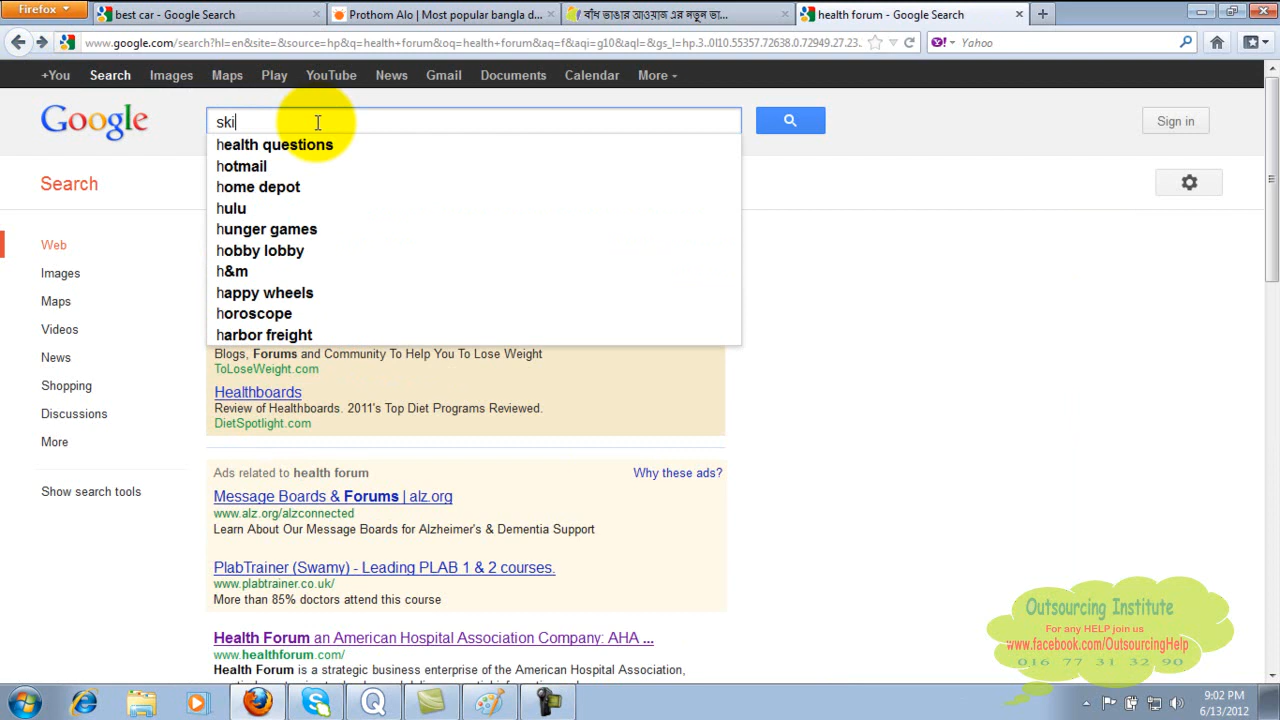 Firefox
best car - Google Search
Prothom Alo | Most popular bangla d...
বাঁধ ভাঙার আওয়াজ এর নতুল ভা...
health forum - Google Search
www.google.com/search?hl=en&site=&source=hp&q=health+forum&oq=health+forum&aq=f&aqi=g10&aql=&gs_l=hp.3..0l10.55357.72638.0.72949.27.23...
Yahoo
+You Search Images Maps Play YouTube News Gmail Documents Calendar More
Google
ski
Sign in
health questions
hotmail
home depot
hulu
hunger games
hobby lobby
h&m
happy wheels
horoscope
harbor freight
Search
Web
Images
Maps
Videos
News
Shopping
Discussions
More
Show search tools
Blogs, Forums and Community To Help You To Lose Weight
ToLoseWeight.com
Healthboards
Review of Healthboards. 2011's Top Diet Programs Reviewed.
DietSpotlight.com
Ads related to health forum
Why these ads?
Message Boards & Forums | alz.org
www.alz.org/alzconnected
Learn About Our Message Boards for Alzheimer's & Dementia Support
PlabTrainer (Swamy) - Leading PLAB 1 & 2 courses.
www.plabtrainer.co.uk/
More than 85% doctors attend this course
Health Forum an American Hospital Association Company: AHA ...
www.healthforum.com/
Health Forum is a strategic business enterprise of the American Hospital Association,
Outsourcing Institute
For any HELP join us
www.facebook.com/OutsourcingHelp
016 77 31 32 90
9:02 PM
6/13/2012